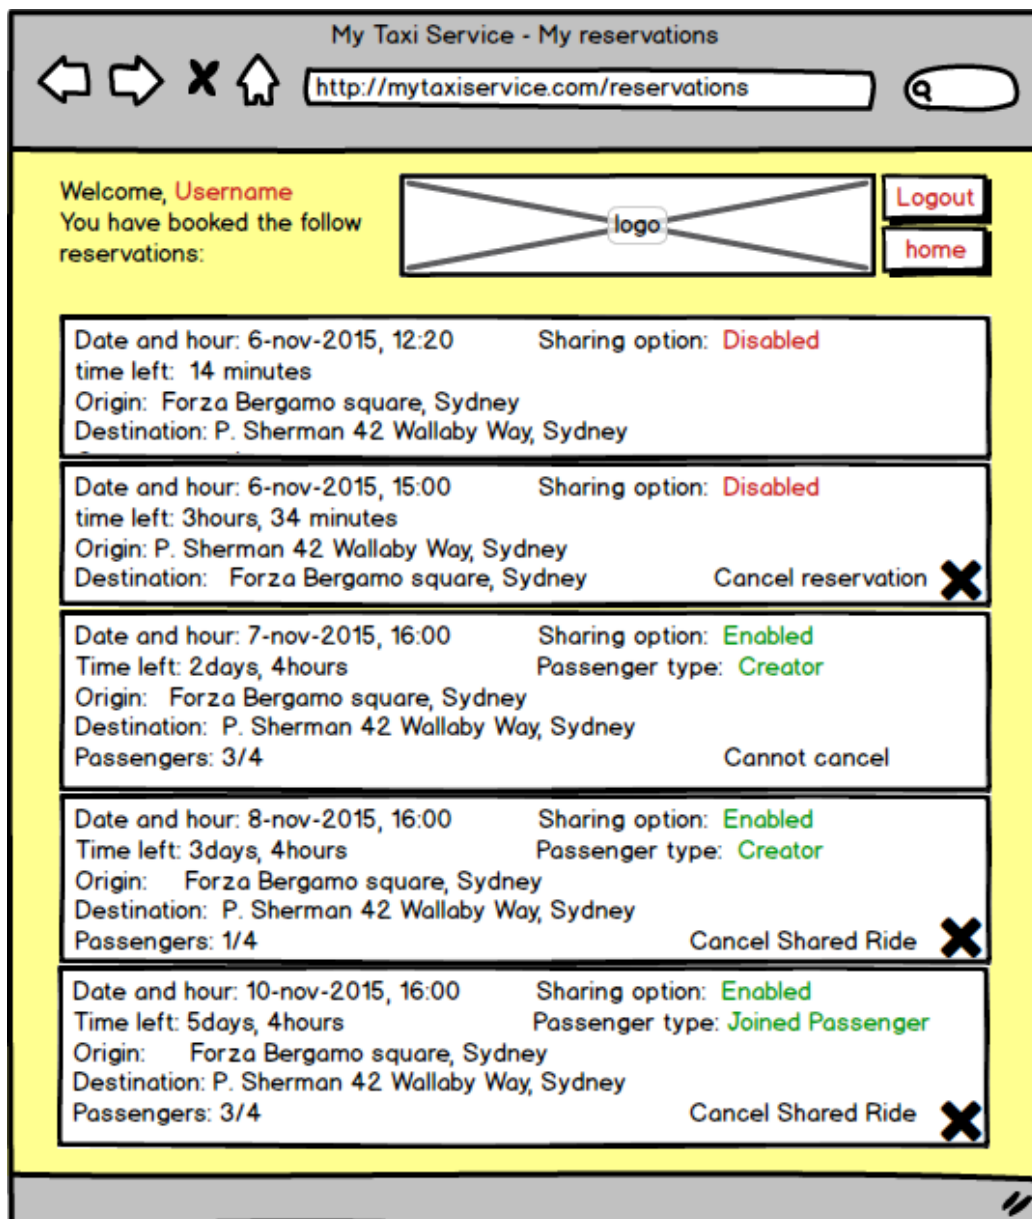 My Taxi Service - My reservations
http://mytaxiservice.com/reservations
Welcome, Username
You have booked the follow
reservations:
logo
Logout
home
Date and hour: 6-nov-2015, 12:20 Sharing option: Disabled
time left: 14 minutes
Origin: Forza Bergamo square, Sydney
Destination: P. Sherman 42 Wallaby Way, Sydney
Date and hour: 6-nov-2015, 15:00 Sharing option: Disabled
time left: 3hours, 34 minutes
Origin: P. Sherman 42 Wallaby Way, Sydney
Destination: Forza Bergamo square, Sydney Cancel reservation
Date and hour: 7-nov-2015, 16:00 Sharing option: Enabled
Time left: 2days, 4hours Passenger type: Creator
Origin: Forza Bergamo square, Sydney
Destination: P. Sherman 42 Wallaby Way, Sydney
Passengers: 3/4 Cannot cancel
Date and hour: 8-nov-2015, 16:00 Sharing option: Enabled
Time left: 3days, 4hours Passenger type: Creator
Origin: Forza Bergamo square, Sydney
Destination: P. Sherman 42 Wallaby Way, Sydney
Passengers: 1/4 Cancel Shared Ride
Date and hour: 10-nov-2015, 16:00 Sharing option: Enabled
Time left: 5days, 4hours Passenger type: Joined Passenger
Origin: Forza Bergamo square, Sydney
Destination: P. Sherman 42 Wallaby Way, Sydney
Passengers: 3/4 Cancel Shared Ride